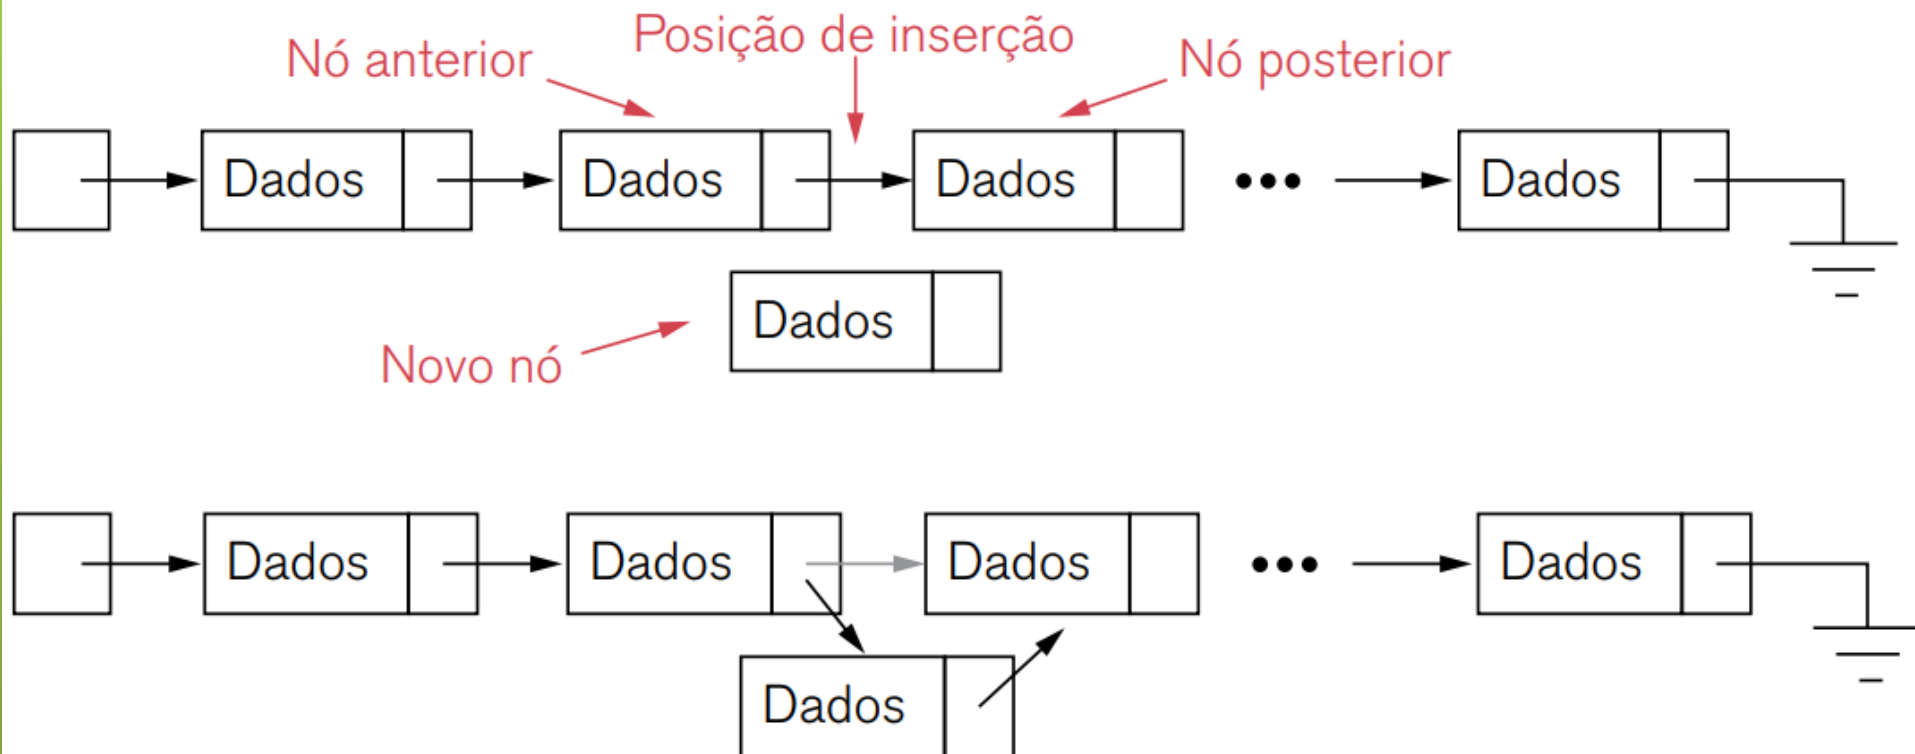 Nó anterior
Posição de inserção
Nó posterior
Dados
Dados
Dados
Dados
Dados
Novo nó
Dados
Dados
Dados
Dados
Dados